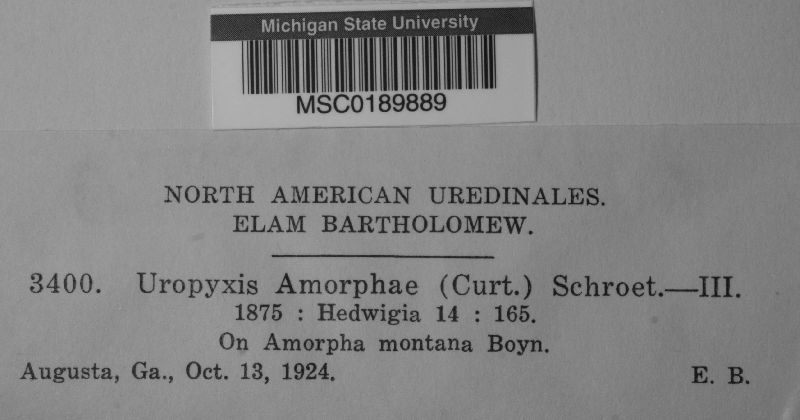 Michigan State University
MSC0189889
NORTH AMERICAN UREDINALES.
ELAM BARTHOLOMEW.
3400. Uropyxis Amorphae (Curt.) Schroet.—III.
1875 : Hedwigia 14 : 165.
On Amorpha montana Boyn.
Augusta, Ga., Oct. 13, 1924. E. B.